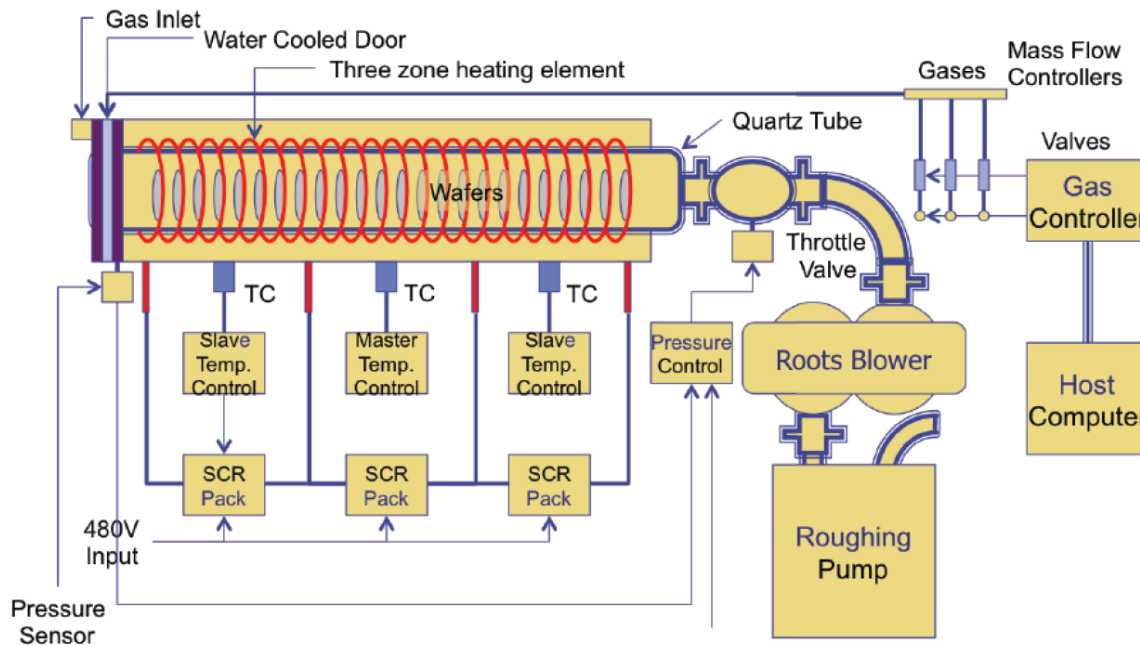 Gas Inlet
Water Cooled Door
Three zone heating element
Gases
Mass Flow
Controllers
Quartz Tube
Valves
Wafers
Gas
Controller
Throttle
Valve
TC
TC
TC
Slave
Temp.
Control
Master
Temp.
Control
Slave
Temp.
Control
Pressure
Control
Roots Blower
Host
Computer
SCR
Pack
SCR
Pack
SCR
Pack
480V
Input
Roughing
Pump
Pressure
Sensor